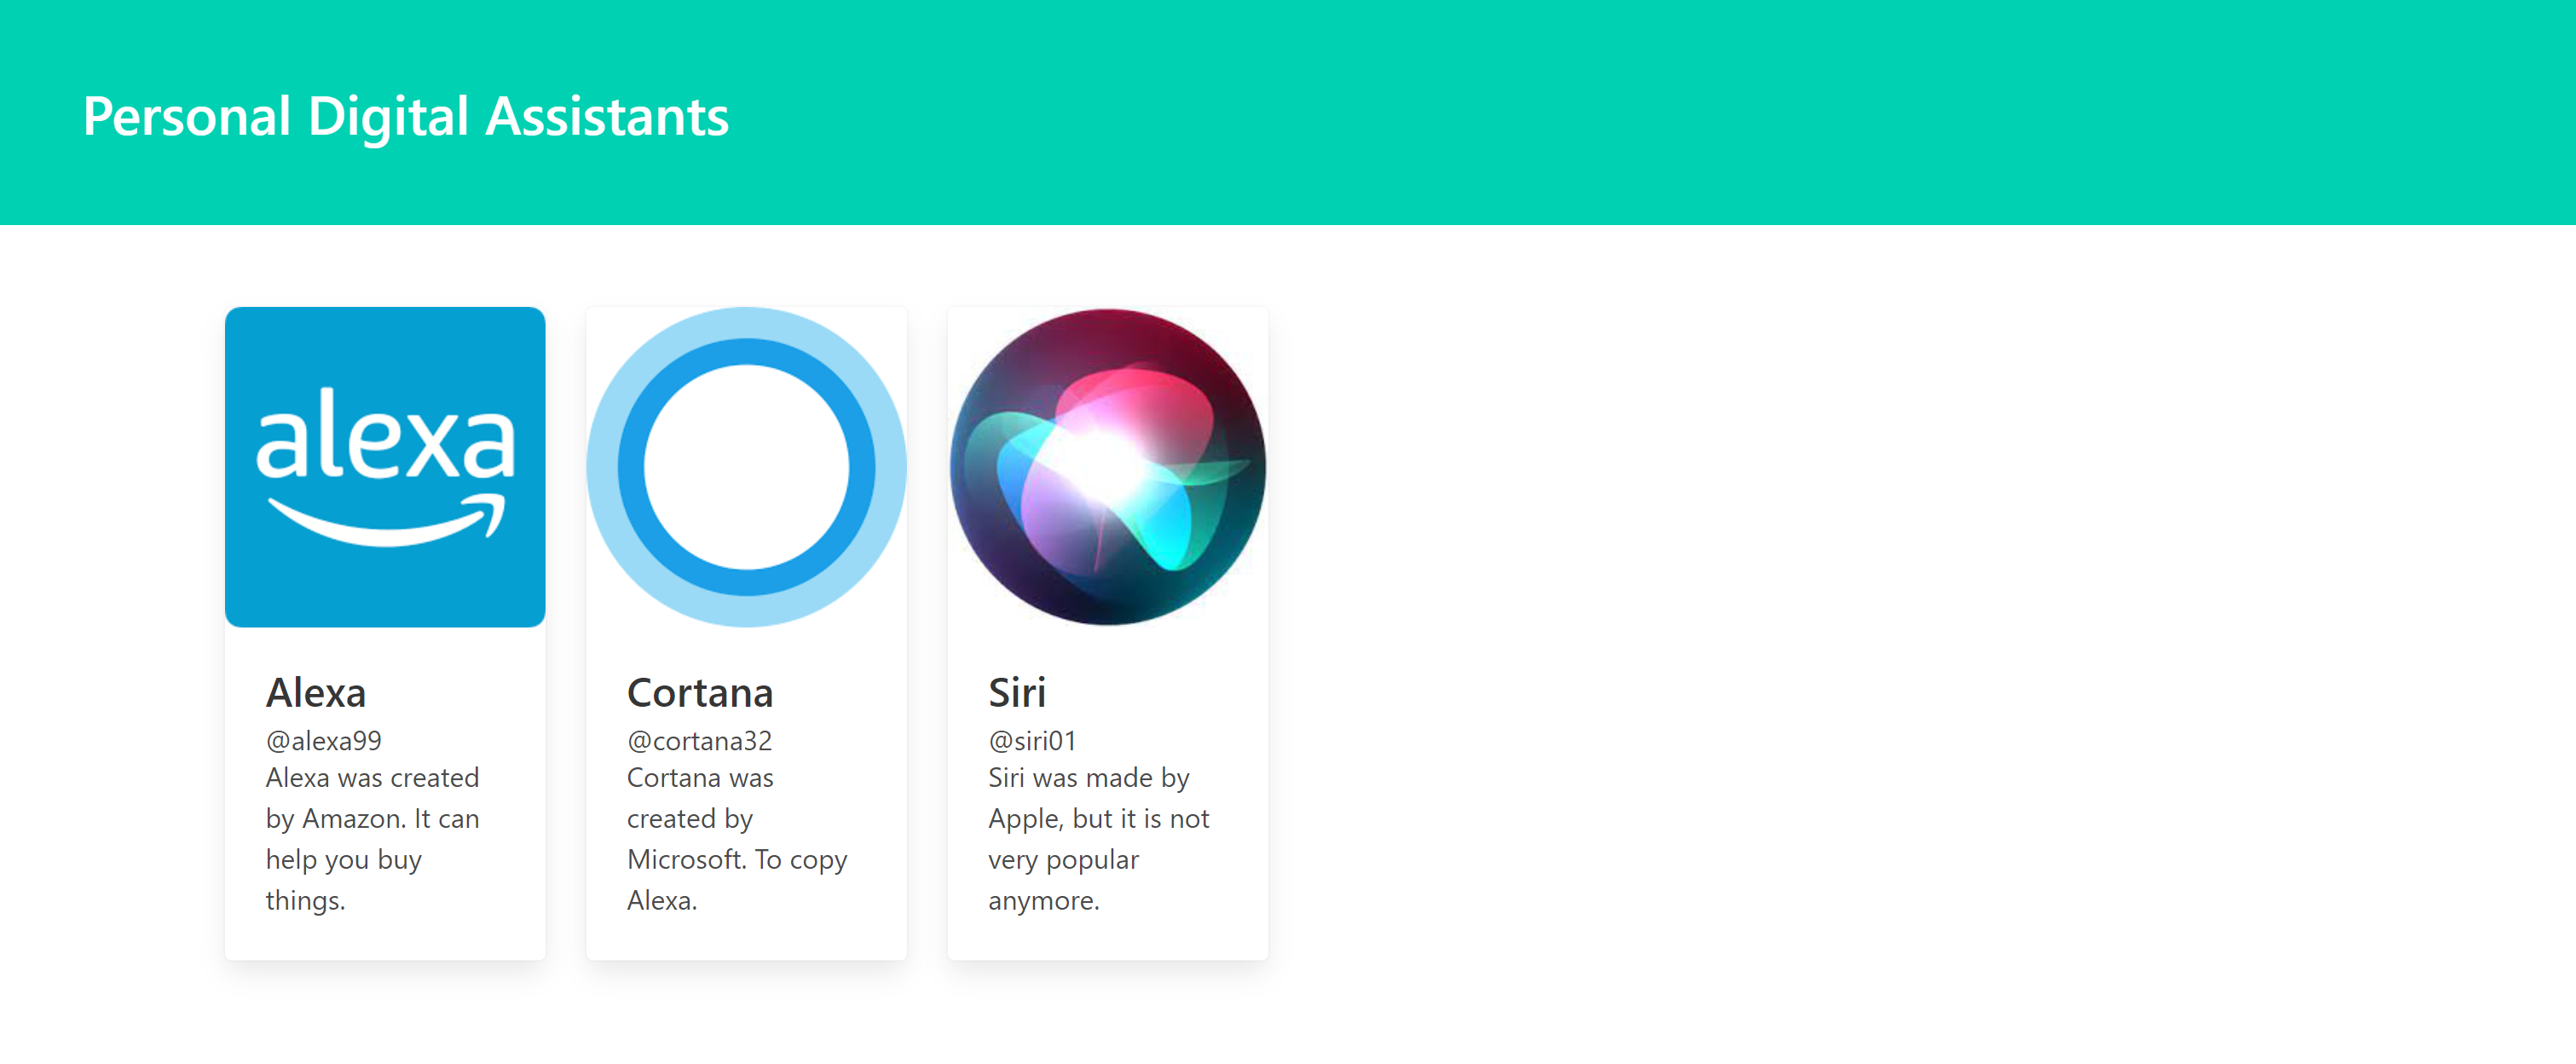 Personal Digital Assistants
alexa
Alexa
@alexa99
Alexa was created
by Amazon. It can
help you buy
things.
Cortana
@cortana32
Cortana was
created by
Microsoft. To copy
Alexa.
Siri
@siri01
Siri was made by
Apple, but it is not
very popular
anymore.